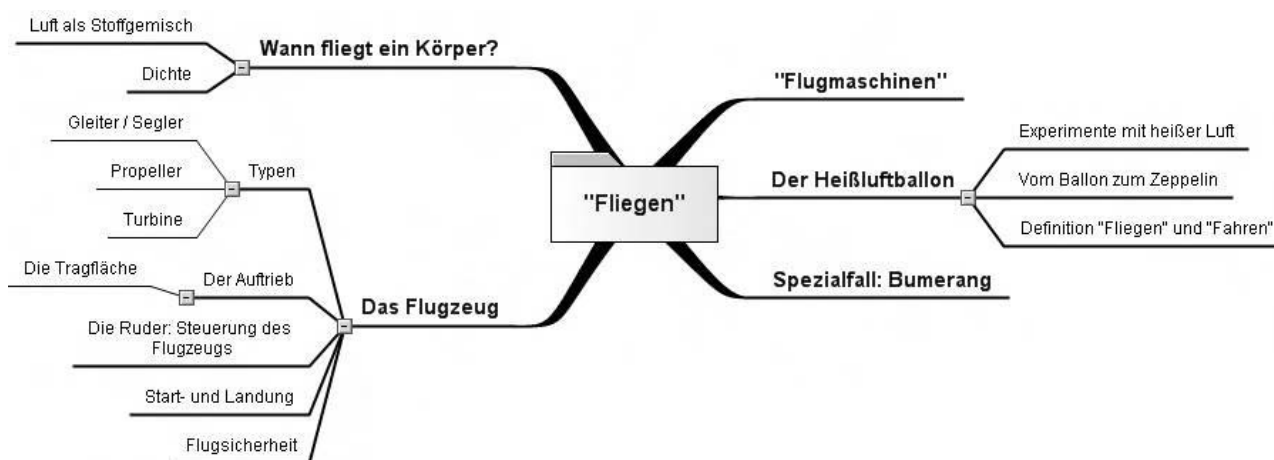 Luft als Stoffgemisch
Wann fliegt ein Körper?
Dichte
Gleiter / Segler
Propeller
Typen
Turbine
Die Tragfläche
Der Auftrieb
Das Flugzeug
Die Ruder: Steuerung des
Flugzeugs
Start- und Landung
Flugsicherheit
"Fliegen"
"Flugmaschinen"
Experimente mit heißer Luft
Der Heißluftballon
Vom Ballon zum Zeppelin
Definition "Fliegen" und "Fahren"
Spezialfall: Bumerang